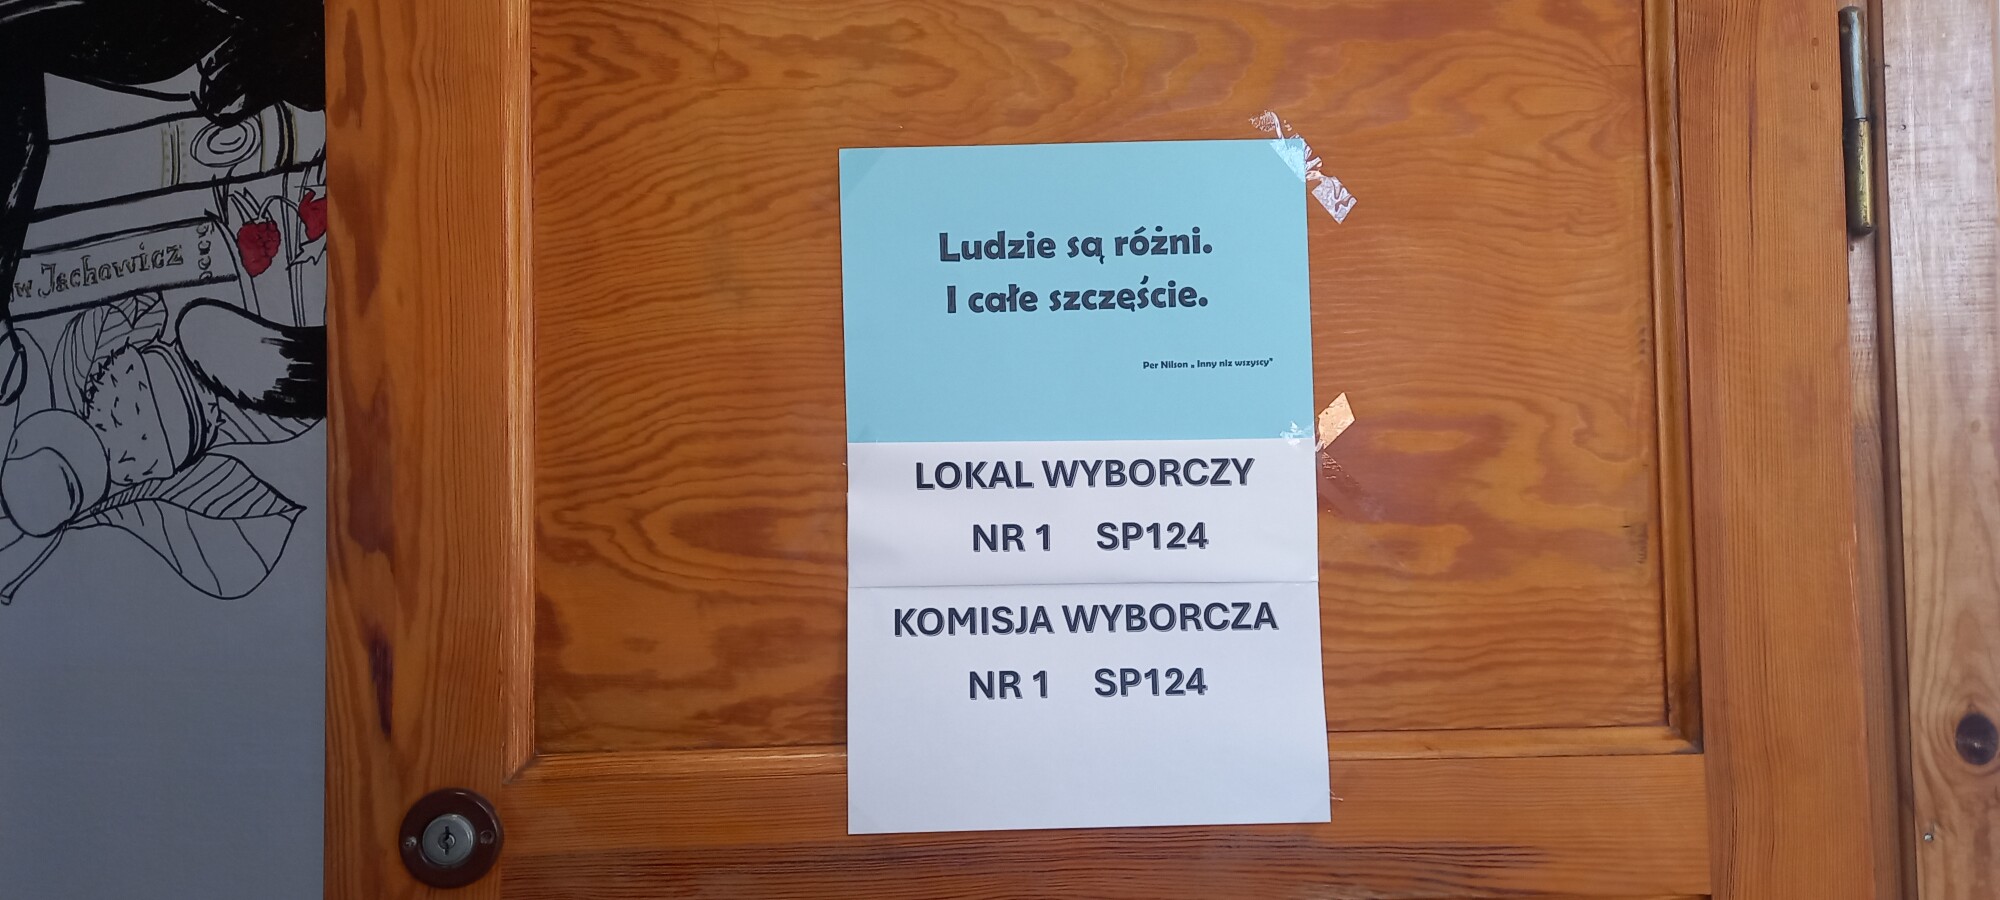 w Jachowicz
Ludzie są różni.
I całe szczęście.
Per Nilson „ Inny niz wszyscy"
LOKAL WYBORCZY
NR 1 SP124
KOMISJA WYBORCZA
NR 1 SP124